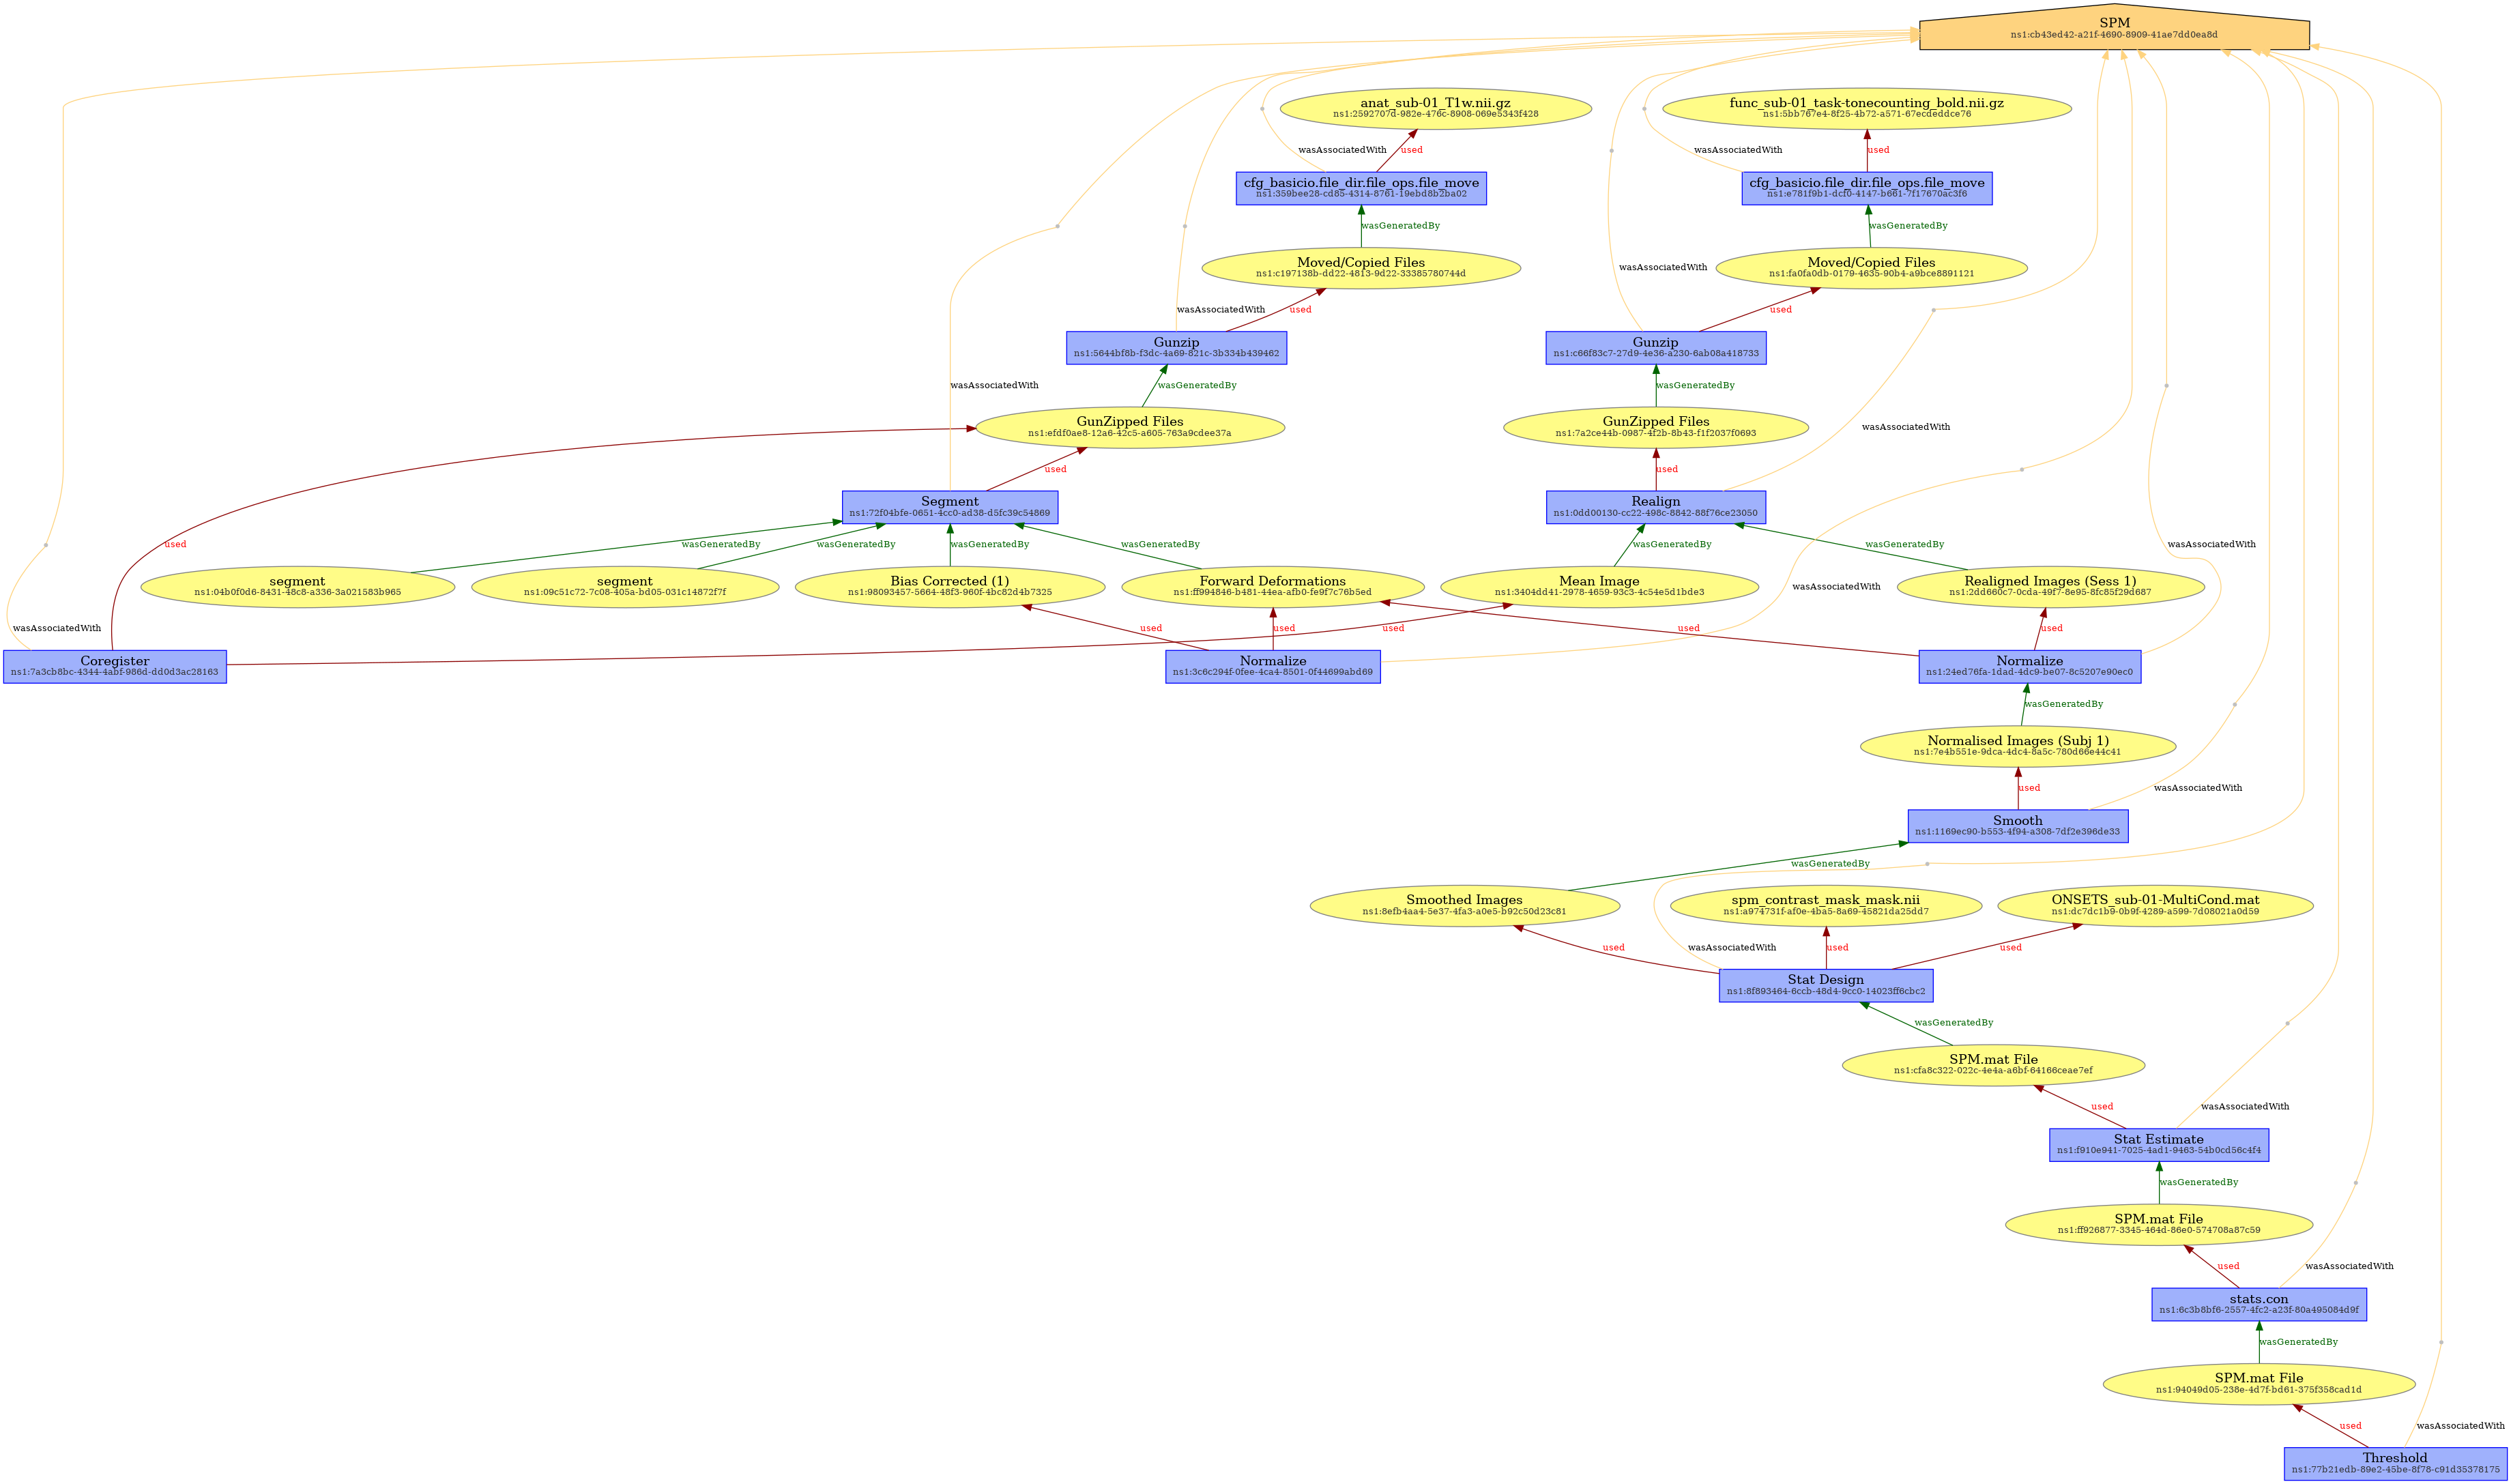 SPM
ns1:cb43ed42-a21f-4690-8909-41ae7dd0ea8d
anat_sub-01_T1w.nii.gz
ns1:2592707d-982e-476c-8908-069e5343f428
func_sub-01_task-tonecounting_bold.nii.gz
ns1:5bb767e4-8f25-4b72-a571-67ecdeddce76
wasAssociatedWith
used
wasAssociatedWith
used
cfg_basicio.file_dir.file_ops.file_move
ns1:359bee28-cd85-4314-8761-19ebd8b2ba02
cfg_basicio.file_dir.file_ops.file_move
ns1:e781f9b1-dcf0-4147-b661-7f17670ac3f6
wasGeneratedBy
wasGeneratedBy
Moved/Copied Files
ns1:c197138b-dd22-4813-9d22-33385780744d
wasAssociatedWith
Moved/Copied Files
ns1:fa0fa0db-0179-4635-90b4-a9bce8891121
wasAssociatedWith
used
used
Gunzip
ns1:5644bf8b-f3dc-4a69-821c-3b334b439462
Gunzip
ns1:c66f83c7-27d9-4e36-a230-6ab08a418733
wasAssociatedWith
wasGeneratedBy
wasGeneratedBy
GunZipped Files
ns1:efdf0ae8-12a6-42c5-a605-763a9cdee37a
GunZipped Files
ns1:7a2ce44b-0987-4f2b-8b43-f1f2037f0693
wasAssociatedWith
used
used
Segment
ns1:72f04bfe-0651-4cc0-ad38-d5fc39c54869
Realign
ns1:0dd00130-cc22-498c-8842-88f76ce23050
used
wasGeneratedBy
wasGeneratedBy
wasGeneratedBy
wasGeneratedBy
wasGeneratedBy
wasGeneratedBy
wasAssociatedWith
segment
ns1:04b0f0d6-8431-48c8-a336-3a021583b965
segment
ns1:09c51c72-7c08-405a-bd05-031c14872f7f
Bias Corrected (1)
ns1:98093457-5664-48f3-960f-4bc82d4b7325
Forward Deformations
ns1:ff994846-b481-44ea-afb0-fe9f7c76b5ed
Mean Image
ns1:3404dd41-2978-4659-93c3-4c54e5d1bde3
wasAssociatedWith
Realigned Images (Sess 1)
ns1:2dd660c7-0cda-49f7-8e95-8fc85f29d687
wasAssociatedWith
used
used
used
used
used
Coregister
ns1:7a3cb8bc-4344-4abf-986d-dd0d3ac28163
Normalize
ns1:3c6c294f-0fee-4ca4-8501-0f44699abd69
Normalize
ns1:24ed76fa-1dad-4dc9-be07-8c5207e90ec0
wasGeneratedBy
Normalised Images (Subj 1)
ns1:7e4b551e-9dca-4dc4-8a5c-780d66e44c41
used
wasAssociatedWith
Smooth
ns1:1169ec90-b553-4f94-a308-7df2e396de33
wasGeneratedBy
Smoothed Images
ns1:8efb4aa4-5e37-4fa3-a0e5-b92c50d23c81
spm_contrast_mask_mask.nii
ns1:a974731f-af0e-4ba5-8a69-45821da25dd7
ONSETS_sub-01-MultiCond.mat
ns1:dc7dc1b9-0b9f-4289-a599-7d08021a0d59
used
wasAssociatedWith
used
used
Stat Design
ns1:8f893464-6ccb-48d4-9cc0-14023ff6cbc2
wasGeneratedBy
SPM.mat File
ns1:cfa8c322-022c-4e4a-a6bf-64166ceae7ef
used
wasAssociatedWith
Stat Estimate
ns1:f910e941-7025-4ad1-9463-54b0cd56c4f4
wasGeneratedBy
SPM.mat File
ns1:ff926877-3345-464d-86e0-574708a87c59
used
wasAssociatedWith
stats.con
ns1:6c3b8bf6-2557-4fc2-a23f-80a495084d9f
wasGeneratedBy
SPM.mat File
ns1:94049d05-238e-4d7f-bd61-375f358cad1d
used
wasAssociatedWith
Threshold
ns1:77b21edb-89e2-45be-8f78-c91d35378175